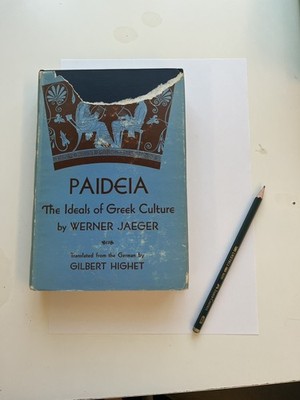 PAIDEIA
The Ideals of Greek Culture
by WERNER JAEGER
Translated from the German by
GILBERT HIGHET